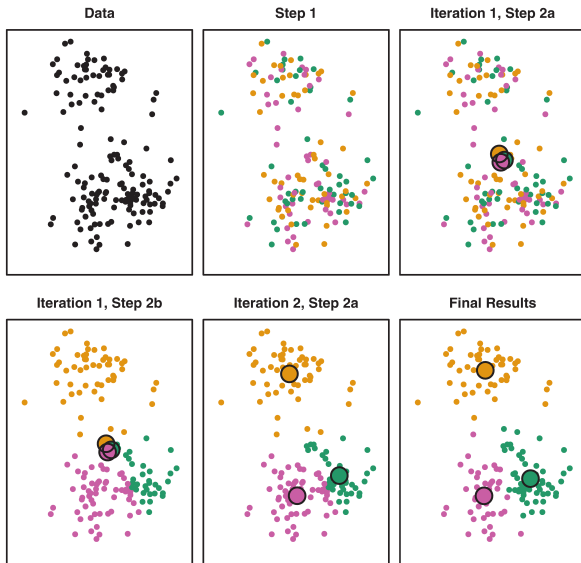 Data
Step 1
Iteration 1, Step 2a
Iteration 1, Step 2b
Iteration 2, Step 2a
Final Results